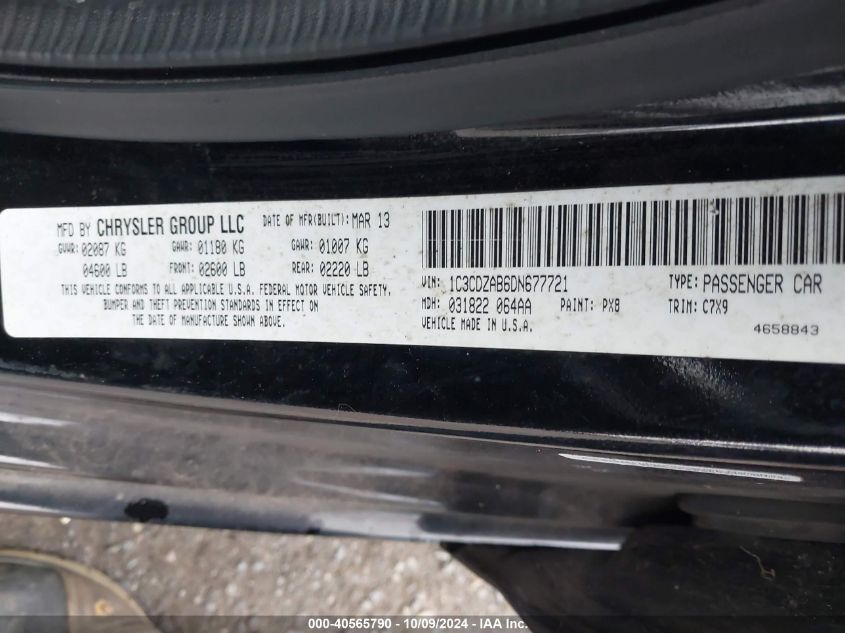 MFD BY CHRYSLER GROUP LLC DATE OF MFR(BUILT): MAR 13
GVWR: 02087 KG GAWR: 01180 KG GAWR: 01007 KG
04600 LB FRONT: 02600 LB REAR: 02220 LB
THIS VEHICLE CONFORMS TO ALL APPLICABLE U.S.A. FEDERAL MOTOR VEHICLE SAFETY,
BUMPER AND THEFT PREVENTION STANDARDS IN EFFECT ON
THE DATE OF MANUFACTURE SHOWN ABOVE.
VIN: 1C3CDZAB6DN677721 TYPE: PASSENGER CAR
MDH: 031822 064AA PAINT: PX8 TRIM: C7X9
VEHICLE MADE IN U.S.A.
4658843
000-40565790 - 10/09/2024 - IAA Inc.